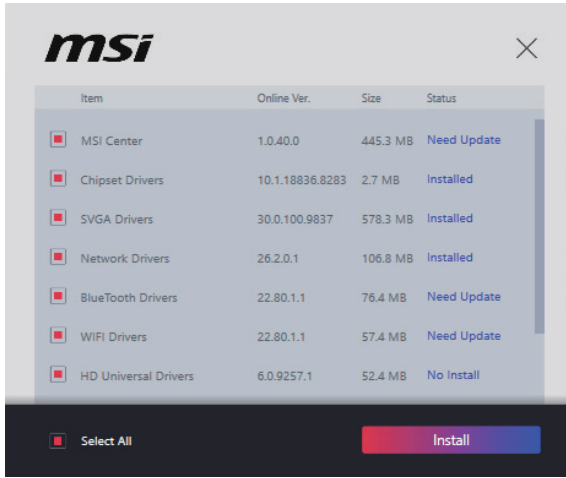 msi
Item Online Ver. Size Status
MSI Center 1.0.40.0 445.3 MB Need Update
Chipset Drivers 10.1.18836.8283 2.7 MB Installed
SVGA Drivers 30.0.100.9837 578.3 MB Installed
Network Drivers 26.2.0.1 106.8 MB Installed
BlueTooth Drivers 22.80.1.1 76.4 MB Need Update
WIFI Drivers 22.80.1.1 57.4 MB Need Update
HD Universal Drivers 6.0.9257.1 52.4 MB No Install
Select All Install